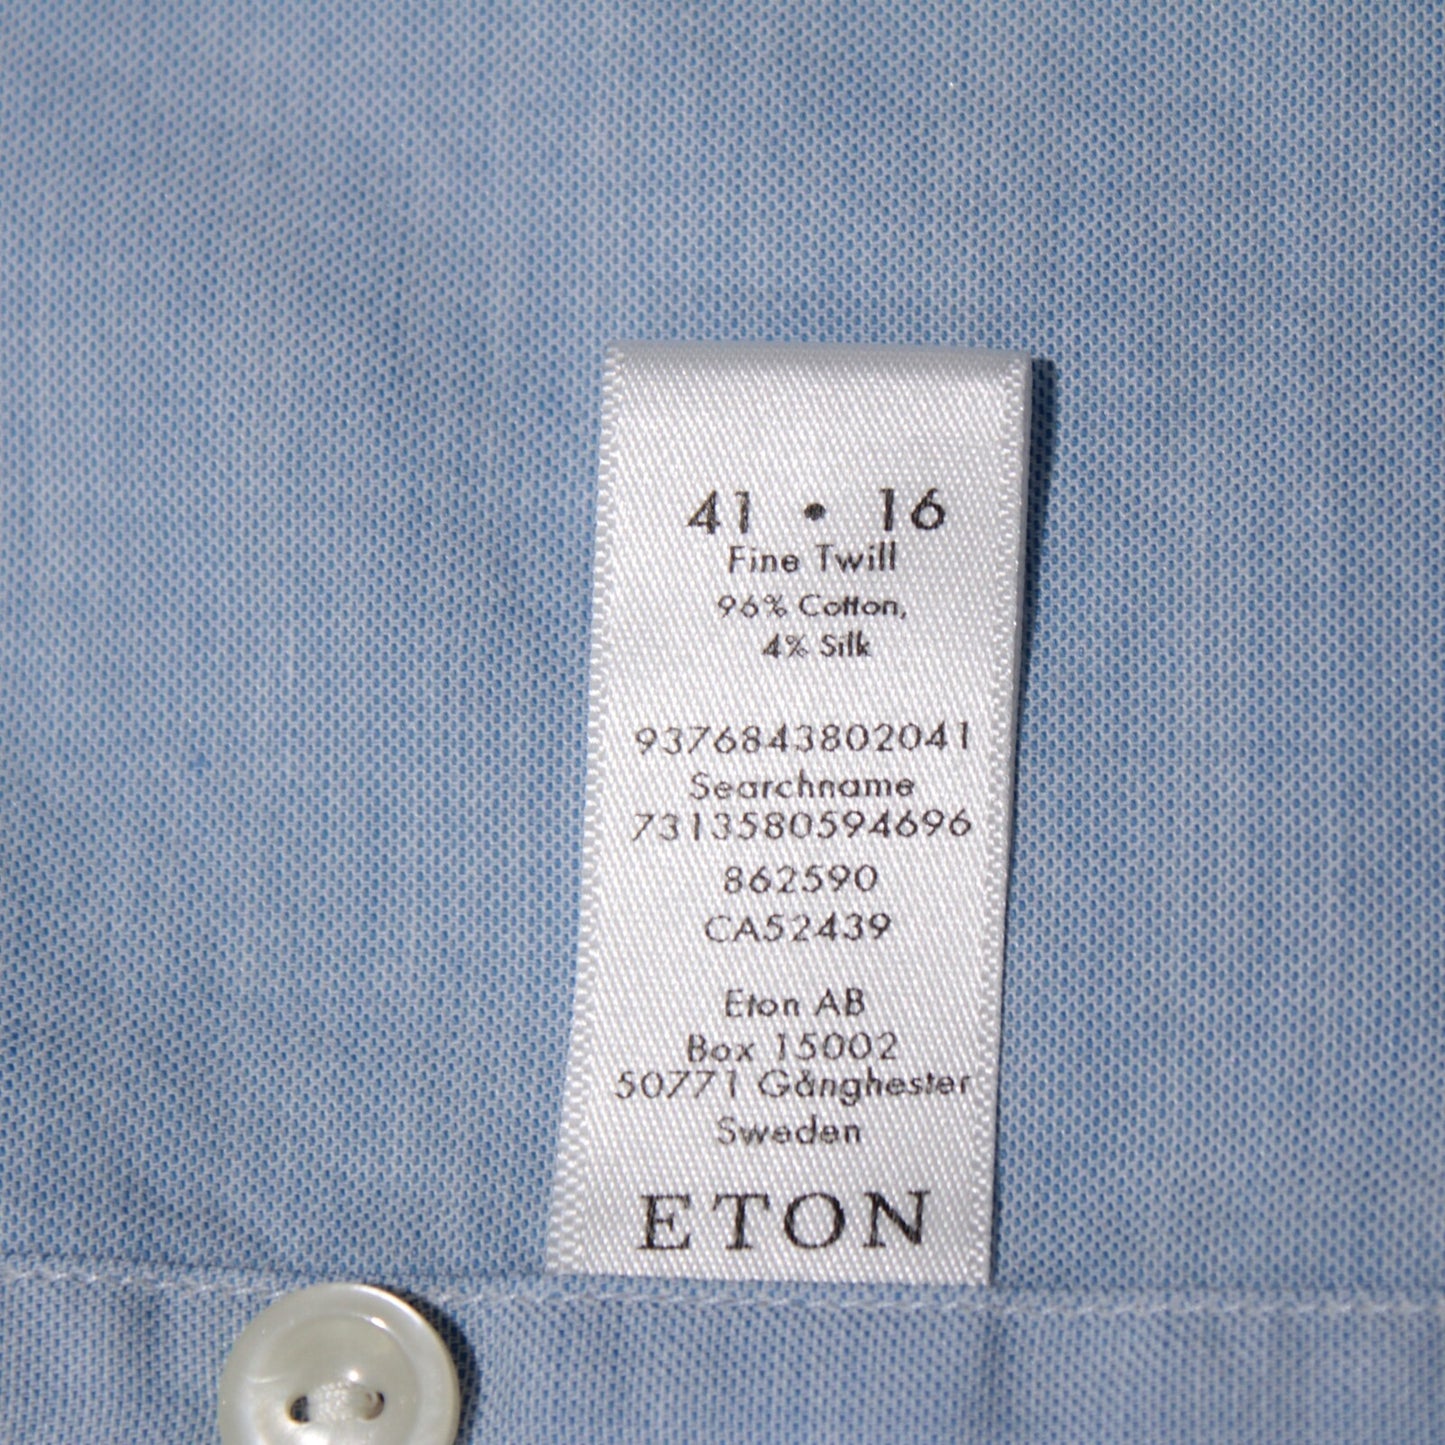 41 • 16
Fine Twill
96% Cotton,
4% Silk
9376843802041
Searchname
7313580594696
862590
CA52439
Eton AB
Box 15002
50771 Gånghester
Sweden
ETON